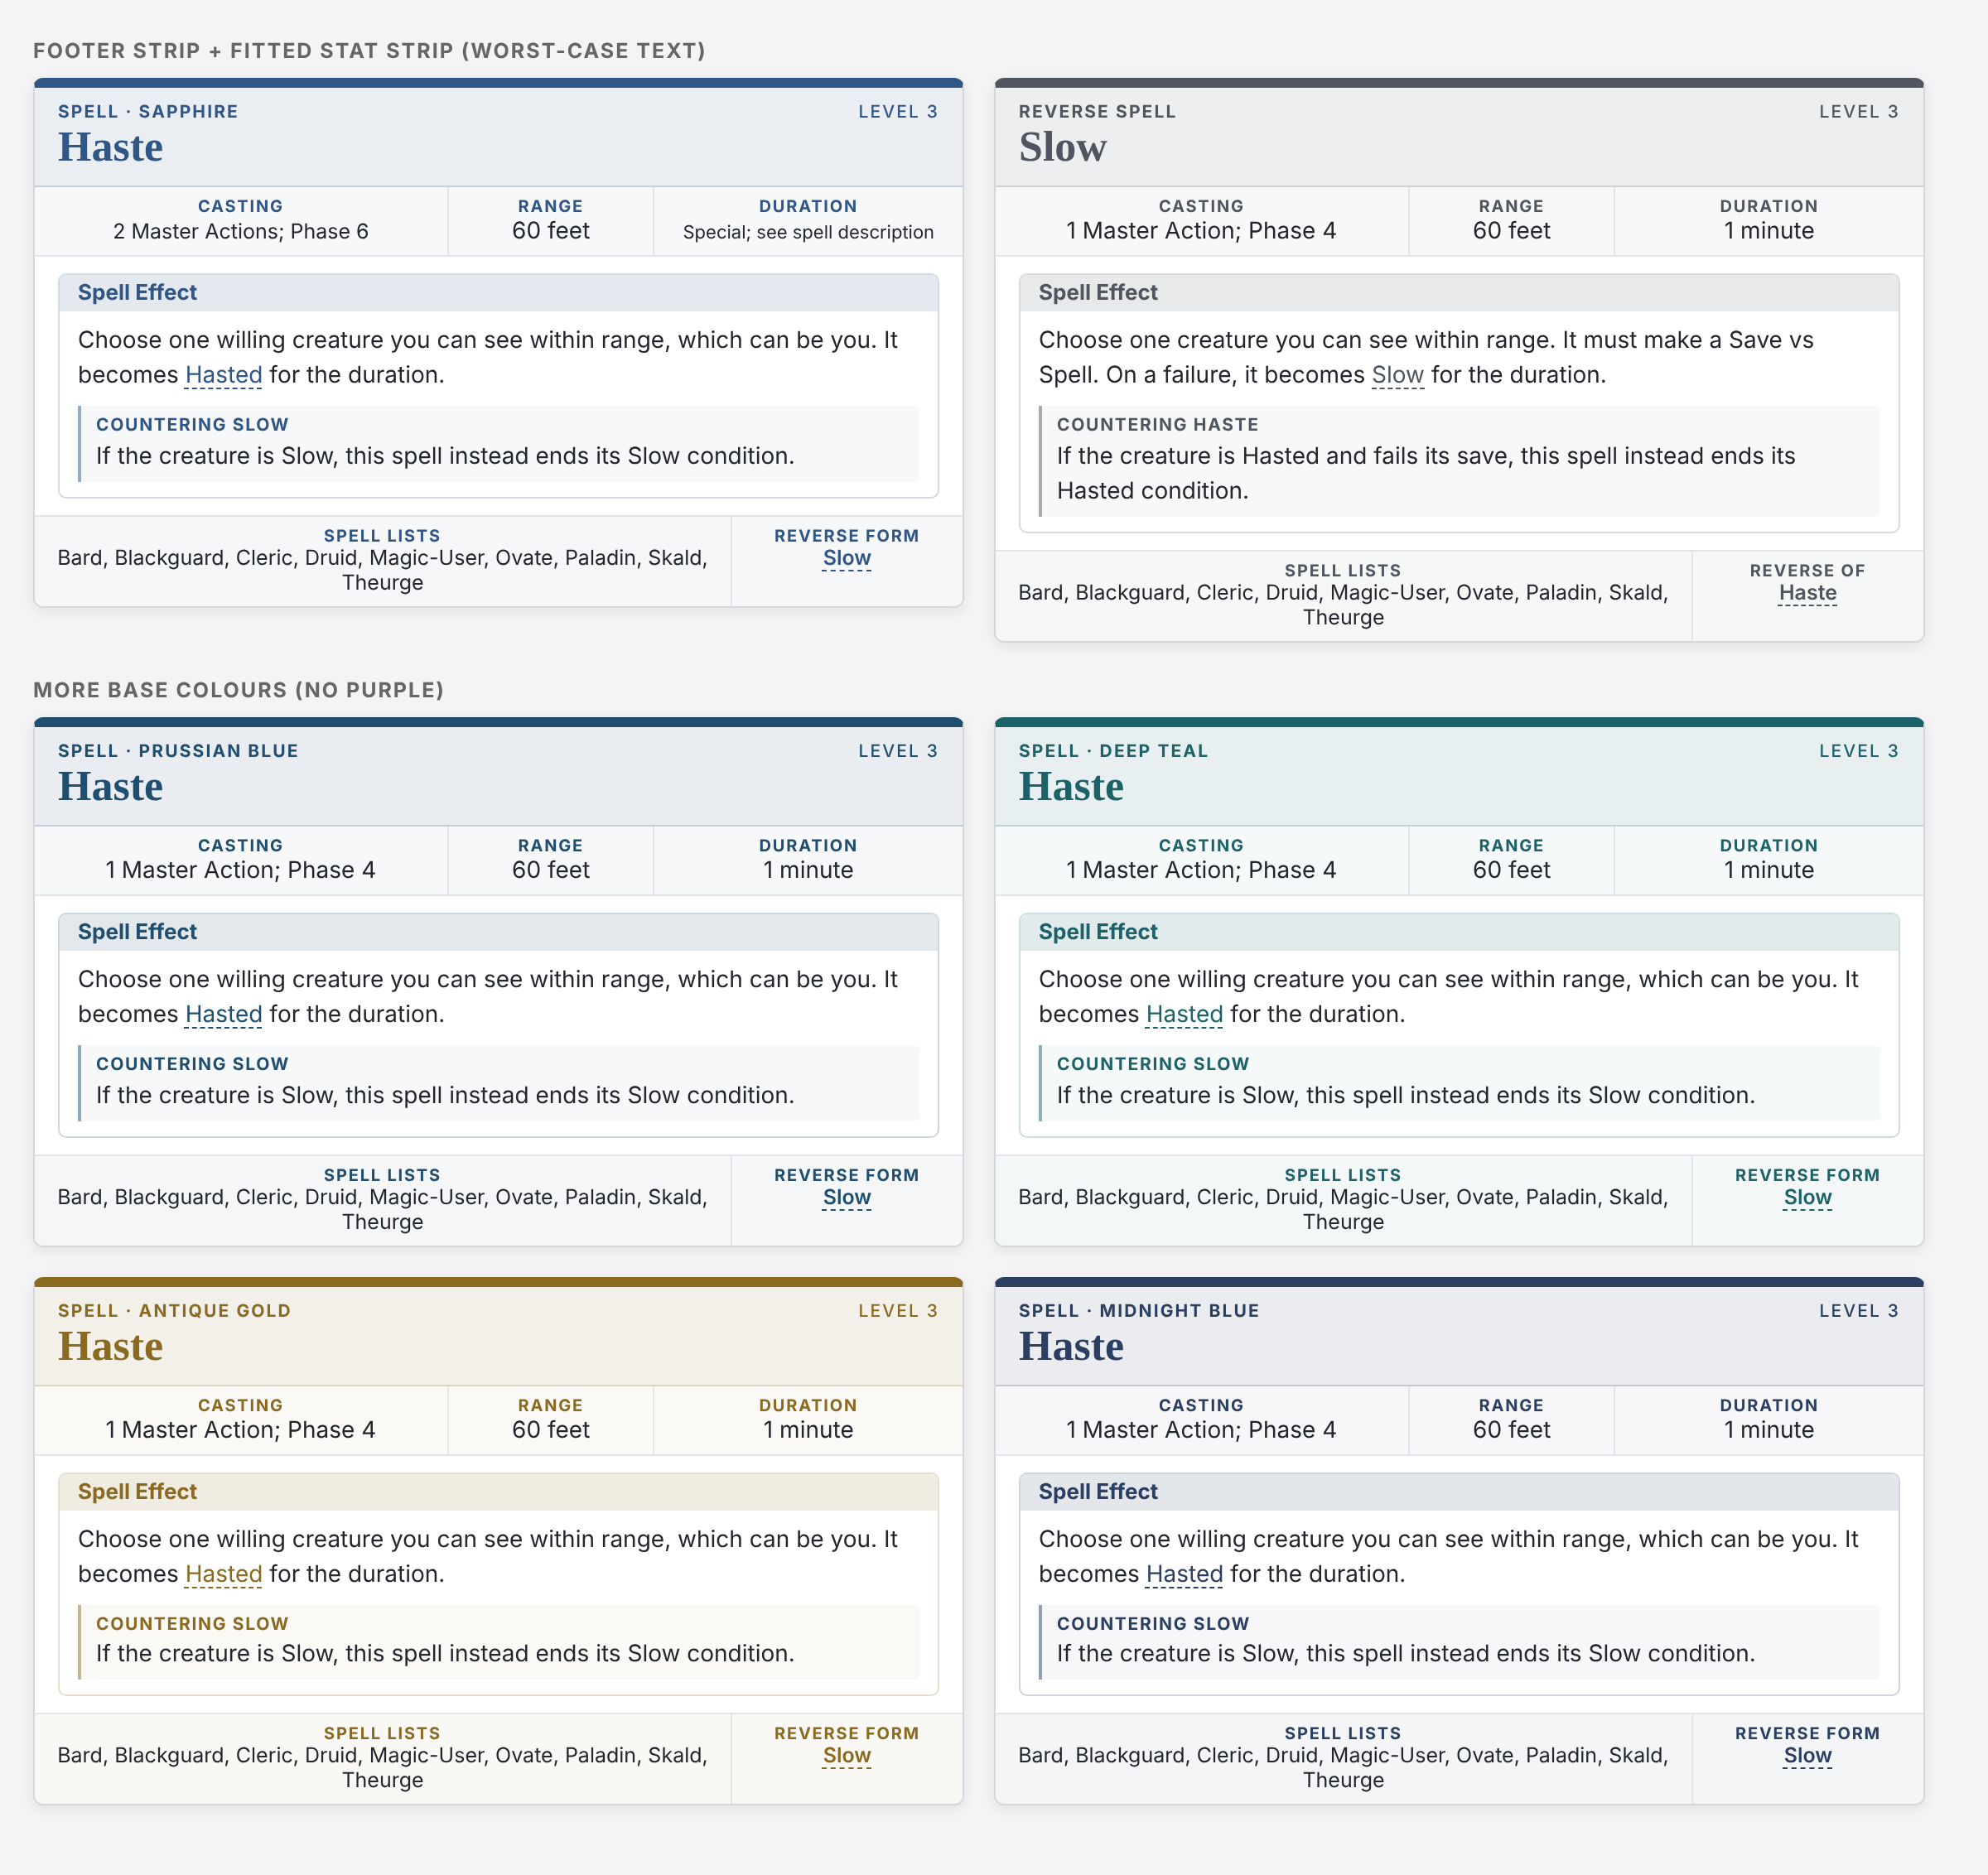 FOOTER STRIP + FITTED STAT STRIP (WORST-CASE TEXT)
SPELL · SAPPHIRE
LEVEL 3
Haste
CASTING
2 Master Actions; Phase 6
RANGE
60 feet
DURATION
Special; see spell description
Spell Effect
Choose one willing creature you can see within range, which can be you. It
becomes Hasted for the duration.
COUNTERING SLOW
If the creature is Slow, this spell instead ends its Slow condition.
SPELL LISTS
Bard, Blackguard, Cleric, Druid, Magic-User, Ovate, Paladin, Skald,
Theurge
REVERSE FORM
Slow
REVERSE SPELL
LEVEL 3
Slow
CASTING
1 Master Action; Phase 4
RANGE
60 feet
DURATION
1 minute
Spell Effect
Choose one creature you can see within range. It must make a Save vs
Spell. On a failure, it becomes Slow for the duration.
COUNTERING HASTE
If the creature is Hasted and fails its save, this spell instead ends its
Hasted condition.
SPELL LISTS
Bard, Blackguard, Cleric, Druid, Magic-User, Ovate, Paladin, Skald,
Theurge
REVERSE OF
Haste
MORE BASE COLOURS (NO PURPLE)
SPELL · PRUSSIAN BLUE
LEVEL 3
Haste
CASTING
1 Master Action; Phase 4
RANGE
60 feet
DURATION
1 minute
Spell Effect
Choose one willing creature you can see within range, which can be you. It
becomes Hasted for the duration.
COUNTERING SLOW
If the creature is Slow, this spell instead ends its Slow condition.
SPELL LISTS
Bard, Blackguard, Cleric, Druid, Magic-User, Ovate, Paladin, Skald,
Theurge
REVERSE FORM
Slow
SPELL · DEEP TEAL
LEVEL 3
Haste
CASTING
1 Master Action; Phase 4
RANGE
60 feet
DURATION
1 minute
Spell Effect
Choose one willing creature you can see within range, which can be you. It
becomes Hasted for the duration.
COUNTERING SLOW
If the creature is Slow, this spell instead ends its Slow condition.
SPELL LISTS
Bard, Blackguard, Cleric, Druid, Magic-User, Ovate, Paladin, Skald,
Theurge
REVERSE FORM
Slow
SPELL · ANTIQUE GOLD
LEVEL 3
Haste
CASTING
1 Master Action; Phase 4
RANGE
60 feet
DURATION
1 minute
Spell Effect
Choose one willing creature you can see within range, which can be you. It
becomes Hasted for the duration.
COUNTERING SLOW
If the creature is Slow, this spell instead ends its Slow condition.
SPELL LISTS
Bard, Blackguard, Cleric, Druid, Magic-User, Ovate, Paladin, Skald,
Theurge
REVERSE FORM
Slow
SPELL · MIDNIGHT BLUE
LEVEL 3
Haste
CASTING
1 Master Action; Phase 4
RANGE
60 feet
DURATION
1 minute
Spell Effect
Choose one willing creature you can see within range, which can be you. It
becomes Hasted for the duration.
COUNTERING SLOW
If the creature is Slow, this spell instead ends its Slow condition.
SPELL LISTS
Bard, Blackguard, Cleric, Druid, Magic-User, Ovate, Paladin, Skald,
Theurge
REVERSE FORM
Slow